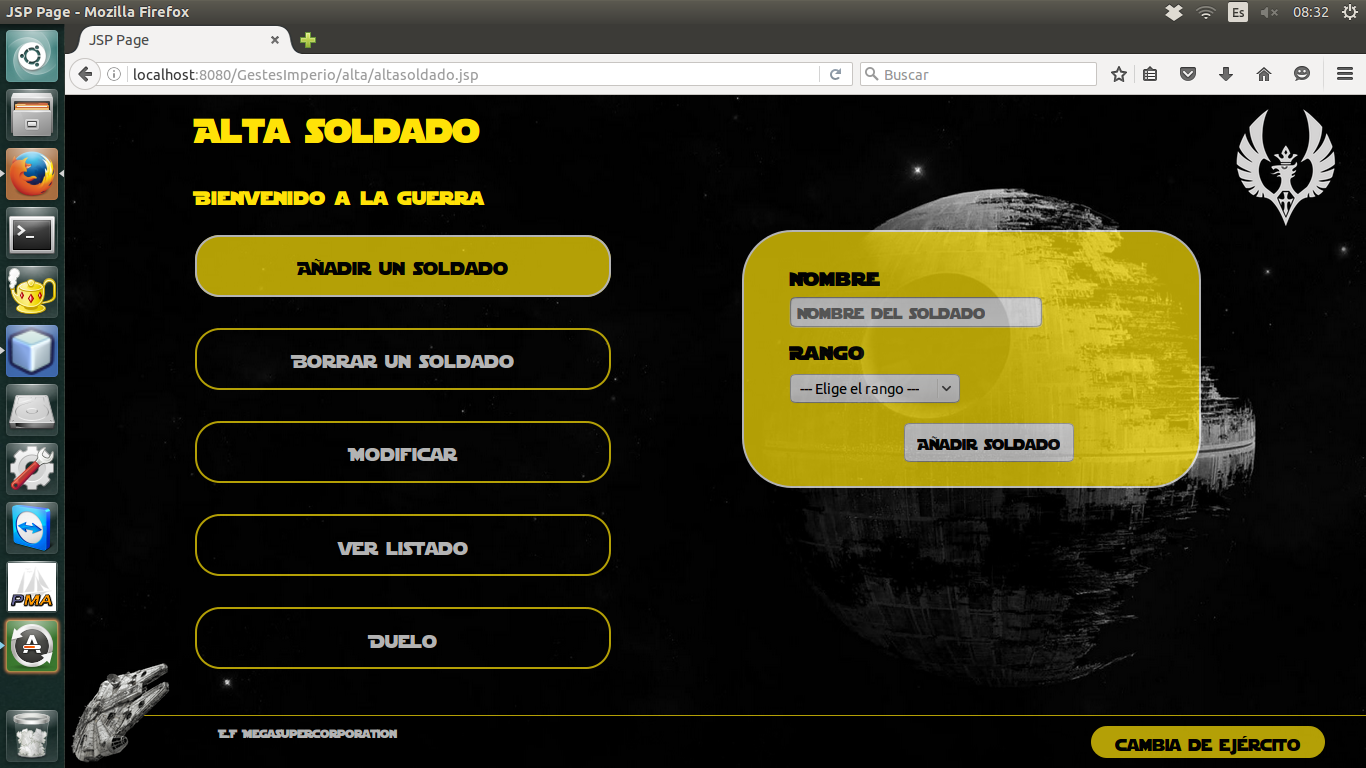 JSP Page - Mozilla Firefox
Es
08:32
JSP Page
localhost:8080/GestesImperio/alta/altasoldado.jsp
Buscar
Alta Soldado
Bienvenido a la guerra
Añadir un soldado
Borrar un soldado
Modificar
Ver listado
Duelo
Nombre
Nombre del soldado
Rango
--- Elige el rango ---
Añadir soldado
PMA
A
E.T MegaSuperCorporation
Cambia de ejército